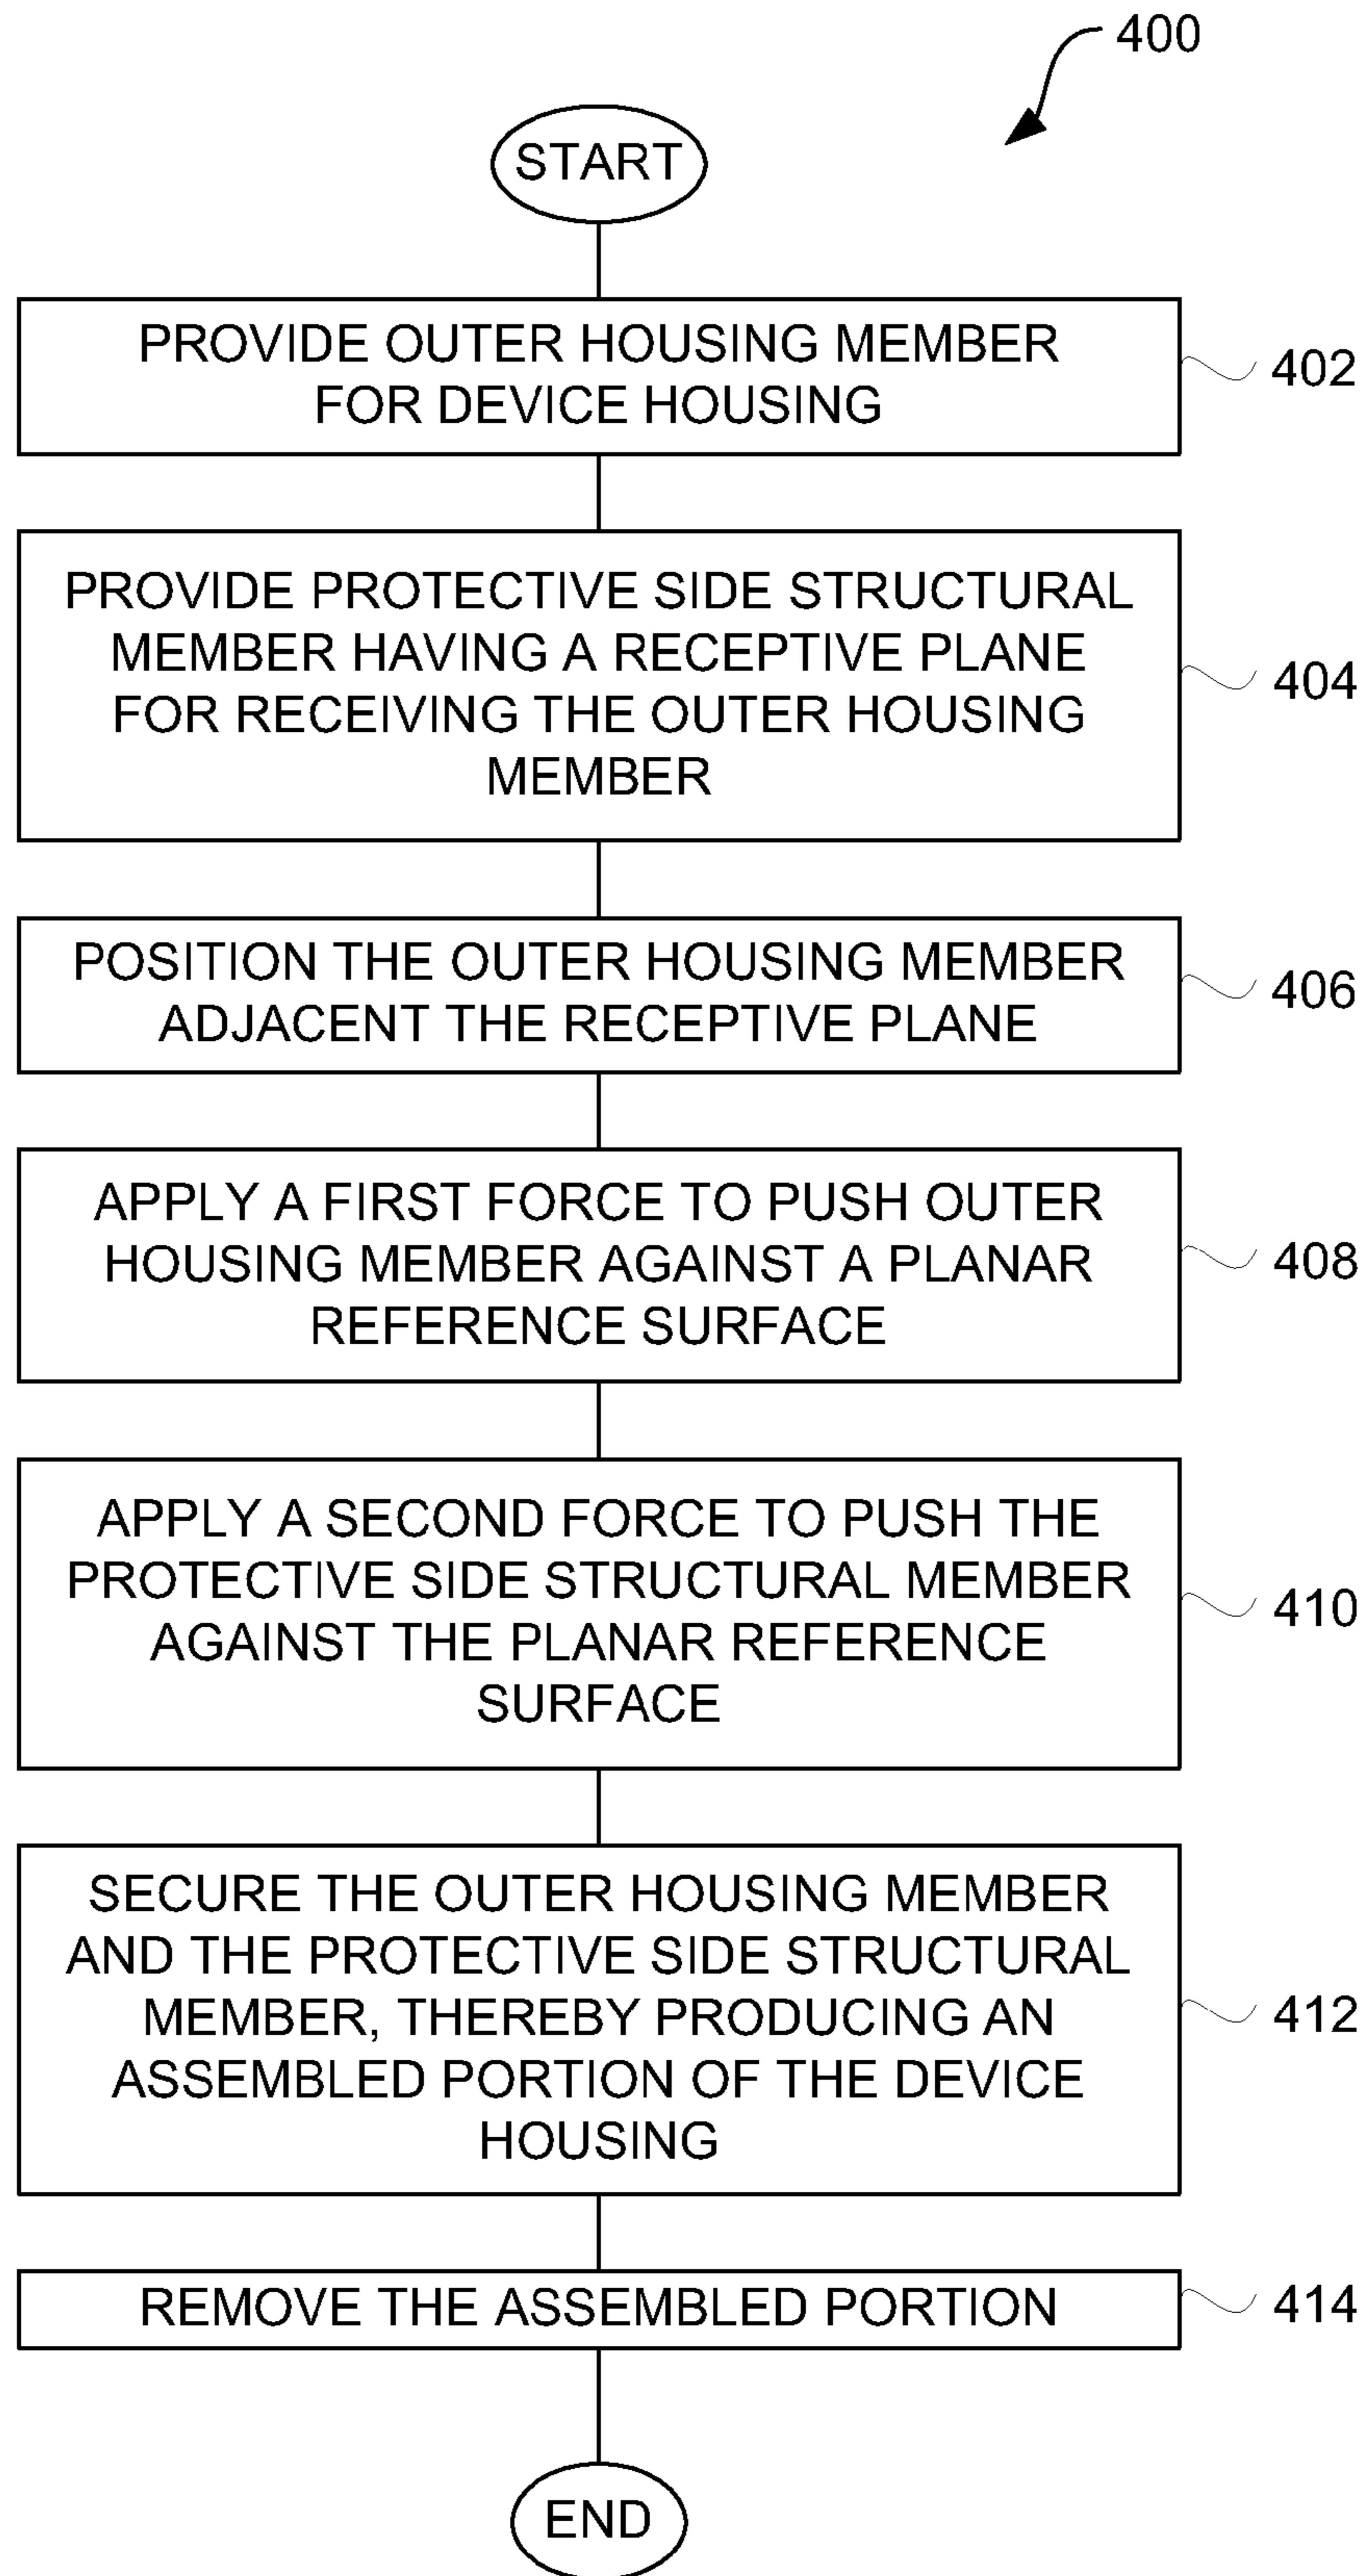 400
START
PROVIDE OUTER HOUSING MEMBER
FOR DEVICE HOUSING
402
PROVIDE PROTECTIVE SIDE STRUCTURAL
MEMBER HAVING A RECEPTIVE PLANE
FOR RECEIVING THE OUTER HOUSING
MEMBER
404
POSITION THE OUTER HOUSING MEMBER
ADJACENT THE RECEPTIVE PLANE
406
APPLY A FIRST FORCE TO PUSH OUTER
HOUSING MEMBER AGAINST A PLANAR
REFERENCE SURFACE
408
APPLY A SECOND FORCE TO PUSH THE
PROTECTIVE SIDE STRUCTURAL MEMBER
AGAINST THE PLANAR REFERENCE
SURFACE
410
SECURE THE OUTER HOUSING MEMBER
AND THE PROTECTIVE SIDE STRUCTURAL
MEMBER, THEREBY PRODUCING AN
ASSEMBLED PORTION OF THE DEVICE
HOUSING
412
REMOVE THE ASSEMBLED PORTION
414
END